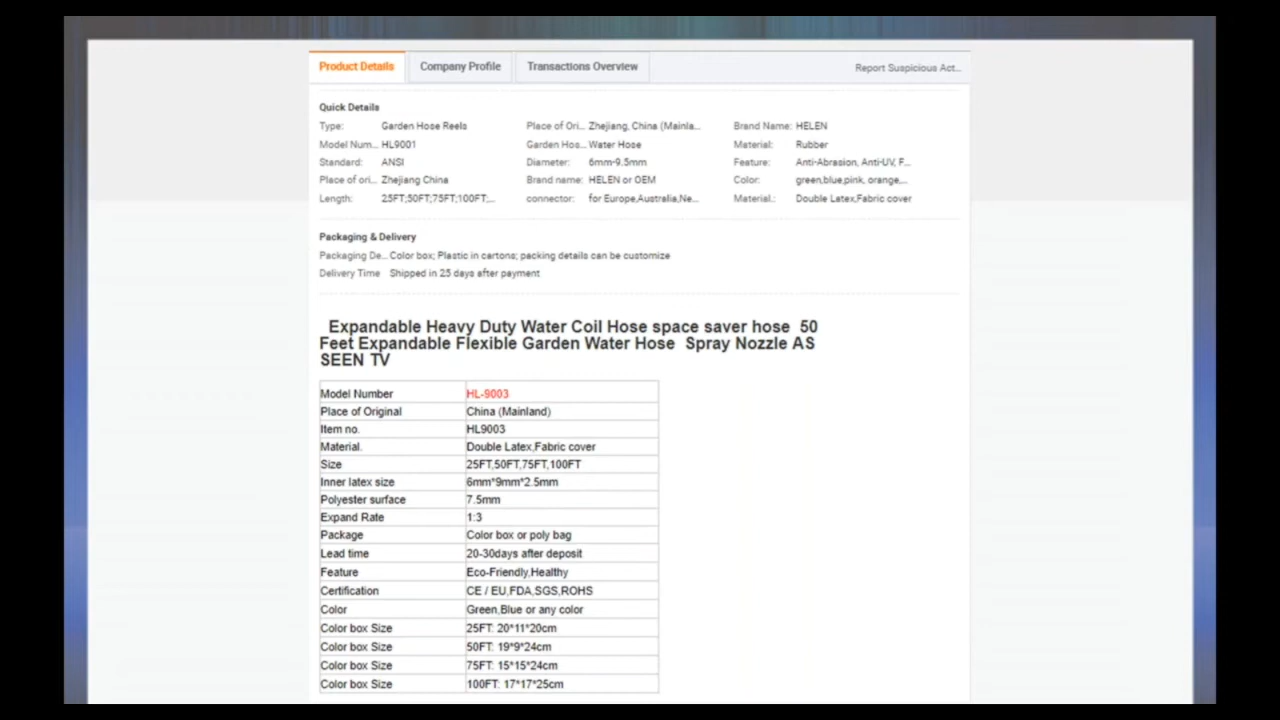 Product Details Company Profile Transactions Overview Report Suspicious Act...
Quick Details
Type: Garden Hose Reels Place of Ori... Zhejiang, China (Mainla... Brand Name: HELEN
Model Num... HL9001 Garden Hos... Water Hose Material: Rubber
Standard: ANSI Diameter: 6mm-9.5mm Feature: Anti-Abrasion, Anti-UV, F...
Place of ori... Zhejiang China Brand name: HELEN or OEM Color: green,blue,pink, orange,...
Length: 25FT;50FT;75FT;100FT;... connector: for Europe,Australia,Ne... Material.: Double Latex,Fabric cover
Packaging & Delivery
Packaging De... Color box; Plastic in cartons; packing details can be customize
Delivery Time Shipped in 25 days after payment
Expandable Heavy Duty Water Coil Hose space saver hose 50
Feet Expandable Flexible Garden Water Hose Spray Nozzle AS
SEEN TV
Model Number HL-9003
Place of Original China (Mainland)
Item no. HL9003
Material. Double Latex,Fabric cover
Size 25FT,50FT,75FT,100FT
Inner latex size 6mm*9mm*2.5mm
Polyester surface 7.5mm
Expand Rate 1:3
Package Color box or poly bag
Lead time 20-30days after deposit
Feature Eco-Friendly,Healthy
Certification CE / EU,FDA,SGS,ROHS
Color Green,Blue or any color
Color box Size 25FT: 20*11*20cm
Color box Size 50FT: 19*9*24cm
Color box Size 75FT: 15*15*24cm
Color box Size 100FT: 17*17*25cm